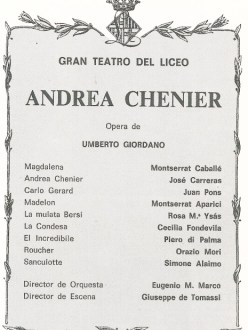 GRAN TEATRO DEL LICEO
ANDREA CHENIER
Opera de
UMBERTO GIORDANO
Magdalena Montserrat Caballé
Andrea Chenier José Carreras
Carlo Gerard Juan Pons
Madelon Montserrat Aparici
La mulata Bersi Rosa M.ª Ysás
La Condesa Cecilia Fondevila
El Incredibile Piero di Palma
Roucher Orazio Mori
Sanculotte Simone Alaimo
Director de Orquesta Eugenio M. Marco
Director de Escena Giuseppe de Tomassi